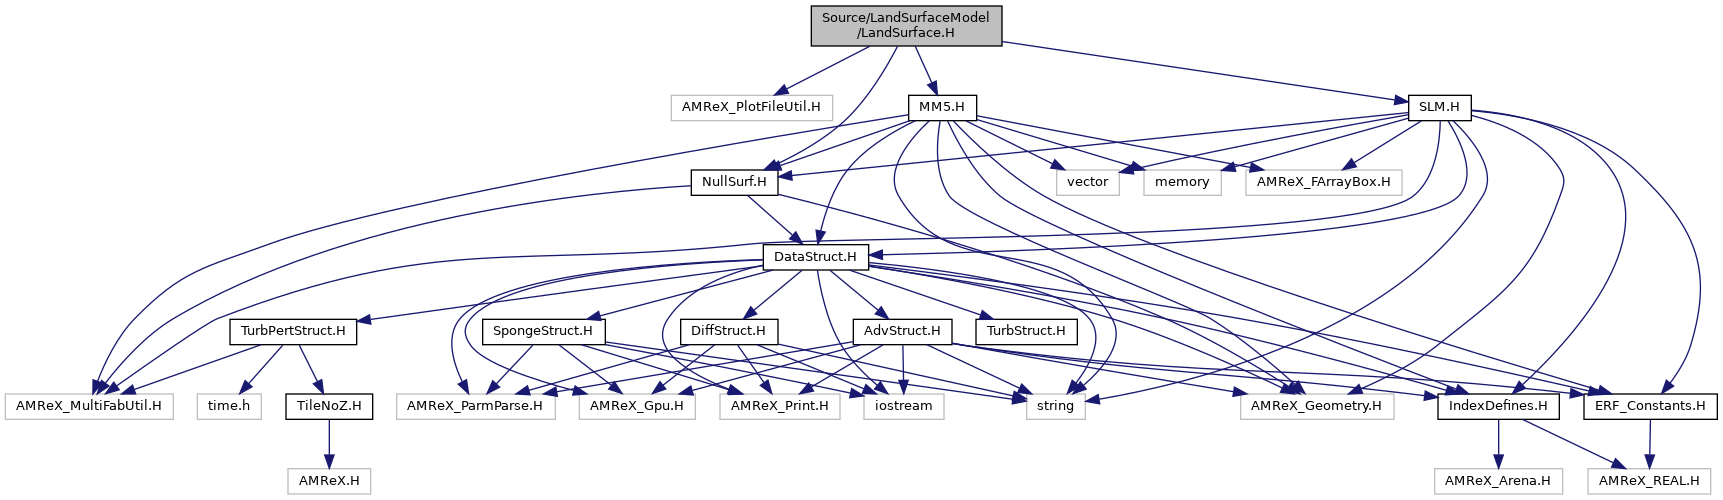 Source/LandSurfaceModel
/LandSurface.H
AMReX_PlotFileUtil.H
MM5.H
SLM.H
NullSurf.H
vector
memory
AMReX_FArrayBox.H
DataStruct.H
TurbPertStruct.H
SpongeStruct.H
DiffStruct.H
AdvStruct.H
TurbStruct.H
AMReX_MultiFabUtil.H
time.h
TileNoZ.H
AMReX_ParmParse.H
AMReX_Gpu.H
AMReX_Print.H
iostream
string
AMReX_Geometry.H
IndexDefines.H
ERF_Constants.H
AMReX.H
AMReX_Arena.H
AMReX_REAL.H